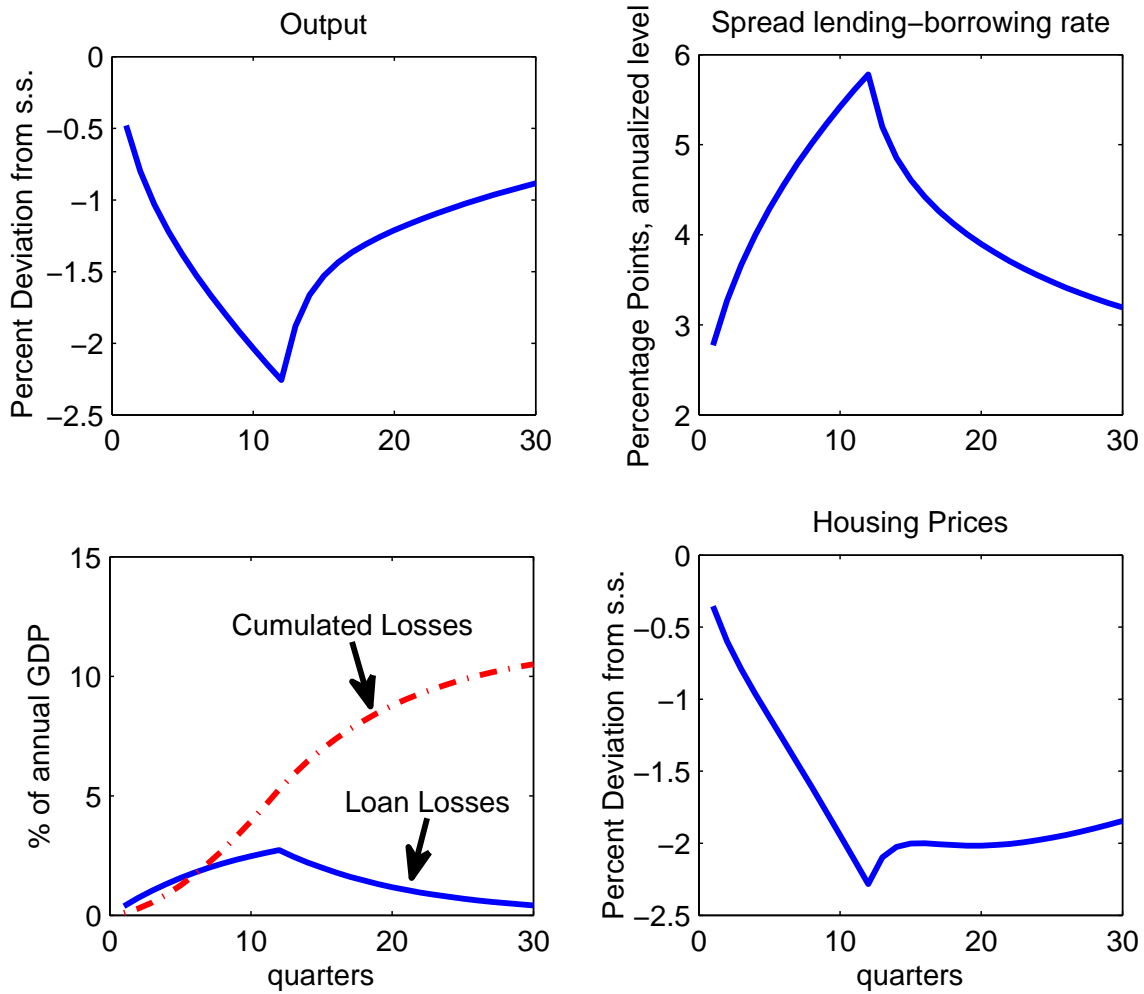 Output
Percent Deviation from s.s.
0
−0.5
−1
−1.5
−2
−2.5
0 10 20 30
Spread lending−borrowing rate
Percentage Points, annualized level
6
5
4
3
2
0 10 20 30
% of annual GDP
15
10
5
0
Cumulated Losses
Loan Losses
0 10 20 30
quarters
Housing Prices
Percent Deviation from s.s.
0
−0.5
−1
−1.5
−2
−2.5
0 10 20 30
quarters